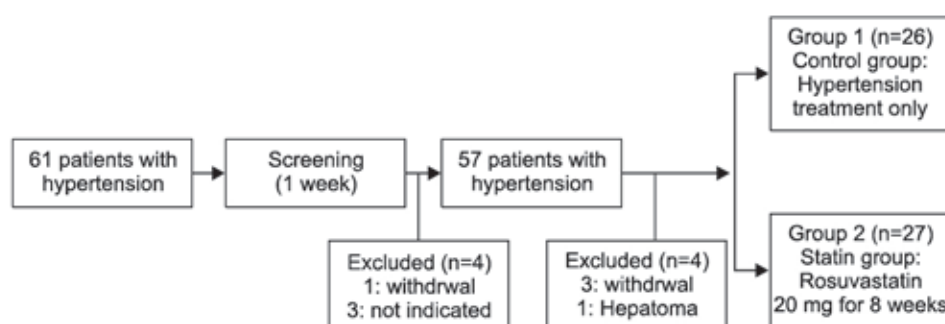 Group 1 (n=26)
Control group:
Hypertension
treatment only
61 patients with
hypertension
Screening
(1 week)
57 patients with
hypertension
Excluded (n=4)
1: withdrwal
3: not indicated
Excluded (n=4)
3: withdrwal
1: Hepatoma
Group 2 (n=27)
Statin group:
Rosuvastatin
20 mg for 8 weeks